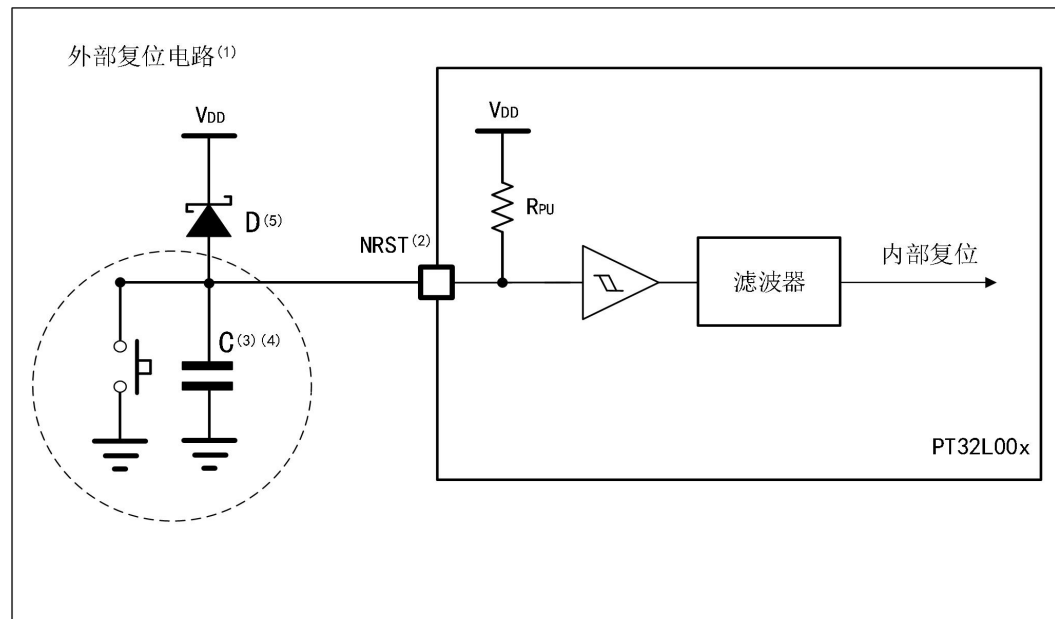 外部复位电路(1)
VDD
VDD
D(5)
RPU
NRST(2)
内部复位
滤波器
C(3)(4)
PT32L00x